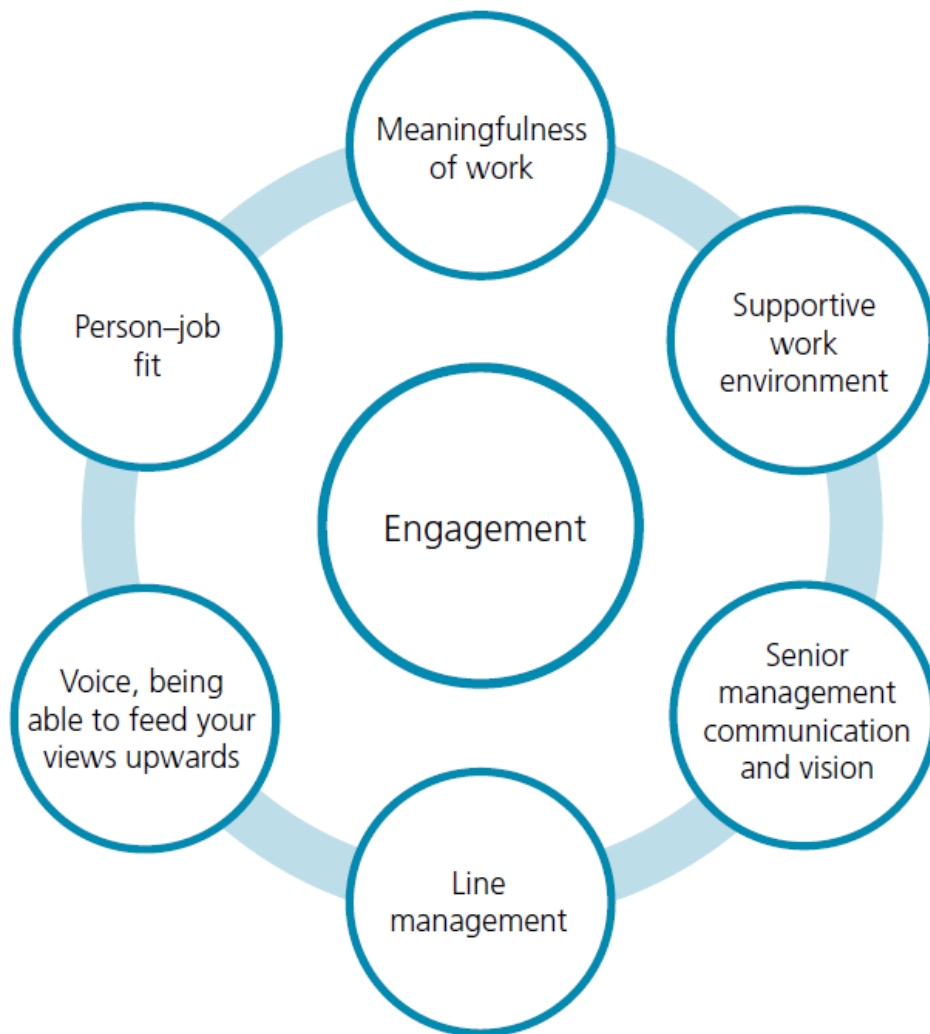 Meaningfulness
of work
Supportive
work
environment
Senior
management
communication
and vision
Line
management
Voice, being
able to feed your
views upwards
Person–job
fit
Engagement